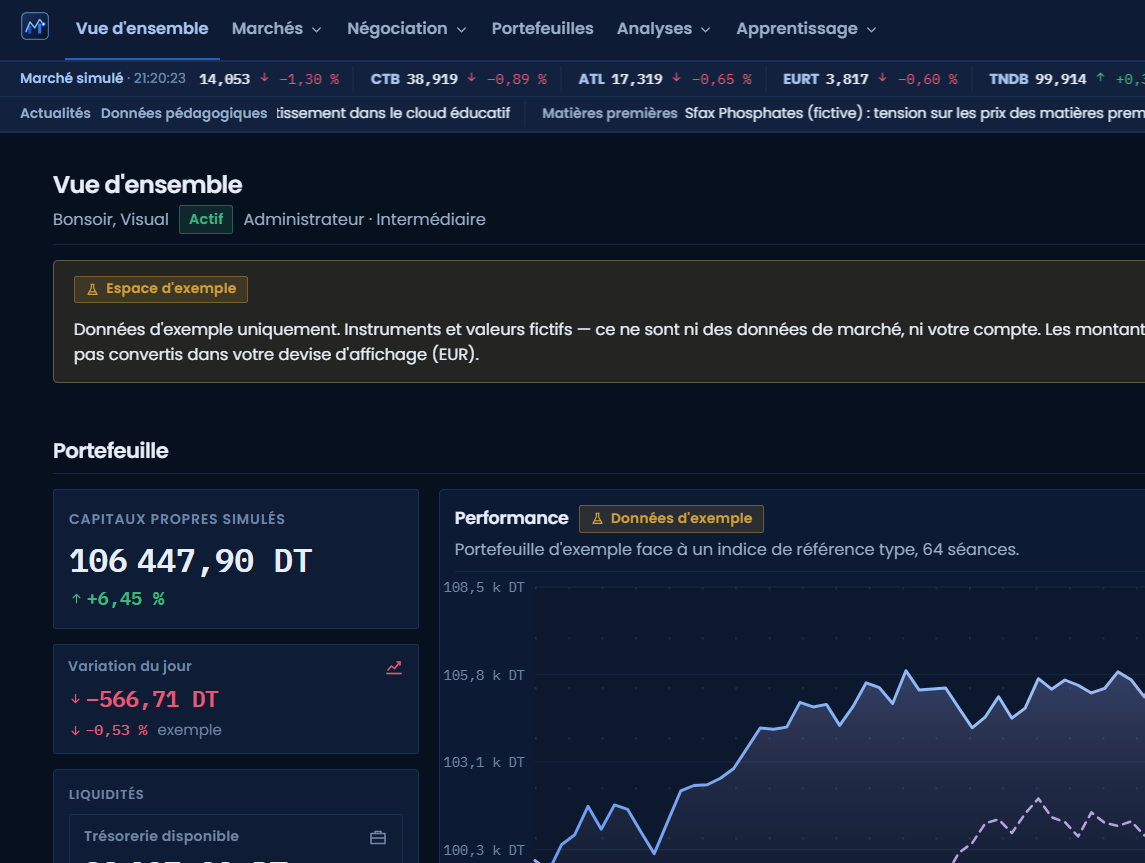 Vue d'ensemble Marchés Négociation Portefeuilles Analyses Apprentissage
Marché simulé · 21:20:23 14,053 ↓ −1,30 % CTB 38,919 ↓ −0,89 % ATL 17,319 ↓ −0,65 % EURT 3,817 ↓ −0,60 % TNDB 99,914 ↑ +0,3
Actualités Données pédagogiques tissement dans le cloud éducatif Matières premières Sfax Phosphates (fictive) : tension sur les prix des matières prem
Vue d'ensemble
Bonsoir, Visual Actif Administrateur · Intermédiaire
Espace d'exemple
Données d'exemple uniquement. Instruments et valeurs fictifs — ce ne sont ni des données de marché, ni votre compte. Les montant
pas convertis dans votre devise d'affichage (EUR).
Portefeuille
CAPITAUX PROPRES SIMULÉS
106 447,90 DT
↑ +6,45 %
Variation du jour
↓ −566,71 DT
↓ −0,53 % exemple
LIQUIDITÉS
Trésorerie disponible
Performance Données d'exemple
Portefeuille d'exemple face à un indice de référence type, 64 séances.
108,5 k DT
105,8 k DT
103,1 k DT
100,3 k DT